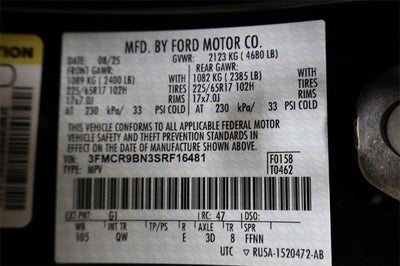 MFD. BY FORD MOTOR CO.
DATE: 08/25 GVWR: 2123 KG ( 4680 LB)
FRONT GAWR: REAR GAWR:
1089 KG ( 2400 LB) WITH 1082 KG ( 2385 LB) WITH
225/65R17 102H TIRES 225/65R17 102H TIRES
17x7.0J RIMS 17x7.0J RIMS
AT 230 kPa/ 33 PSI COLD AT 230 kPa/ 33 PSI COLD
THIS VEHICLE CONFORMS TO ALL APPLICABLE FEDERAL MOTOR
VEHICLE SAFETY AND THEFT PREVENTION STANDARDS IN
EFFECT ON THE DATE OF MANUFACTURE SHOWN ABOVE.
VIN: 3FMCR9BN3SRF16481 F0158
TYPE: MPV T0462
EXT PNT: G1 RC: 47 DSO:
WB INT TR TP/PS R AXLE TR SPR
105 QW E 3D 8 FFNN
UTC RU5A-1520472-AB